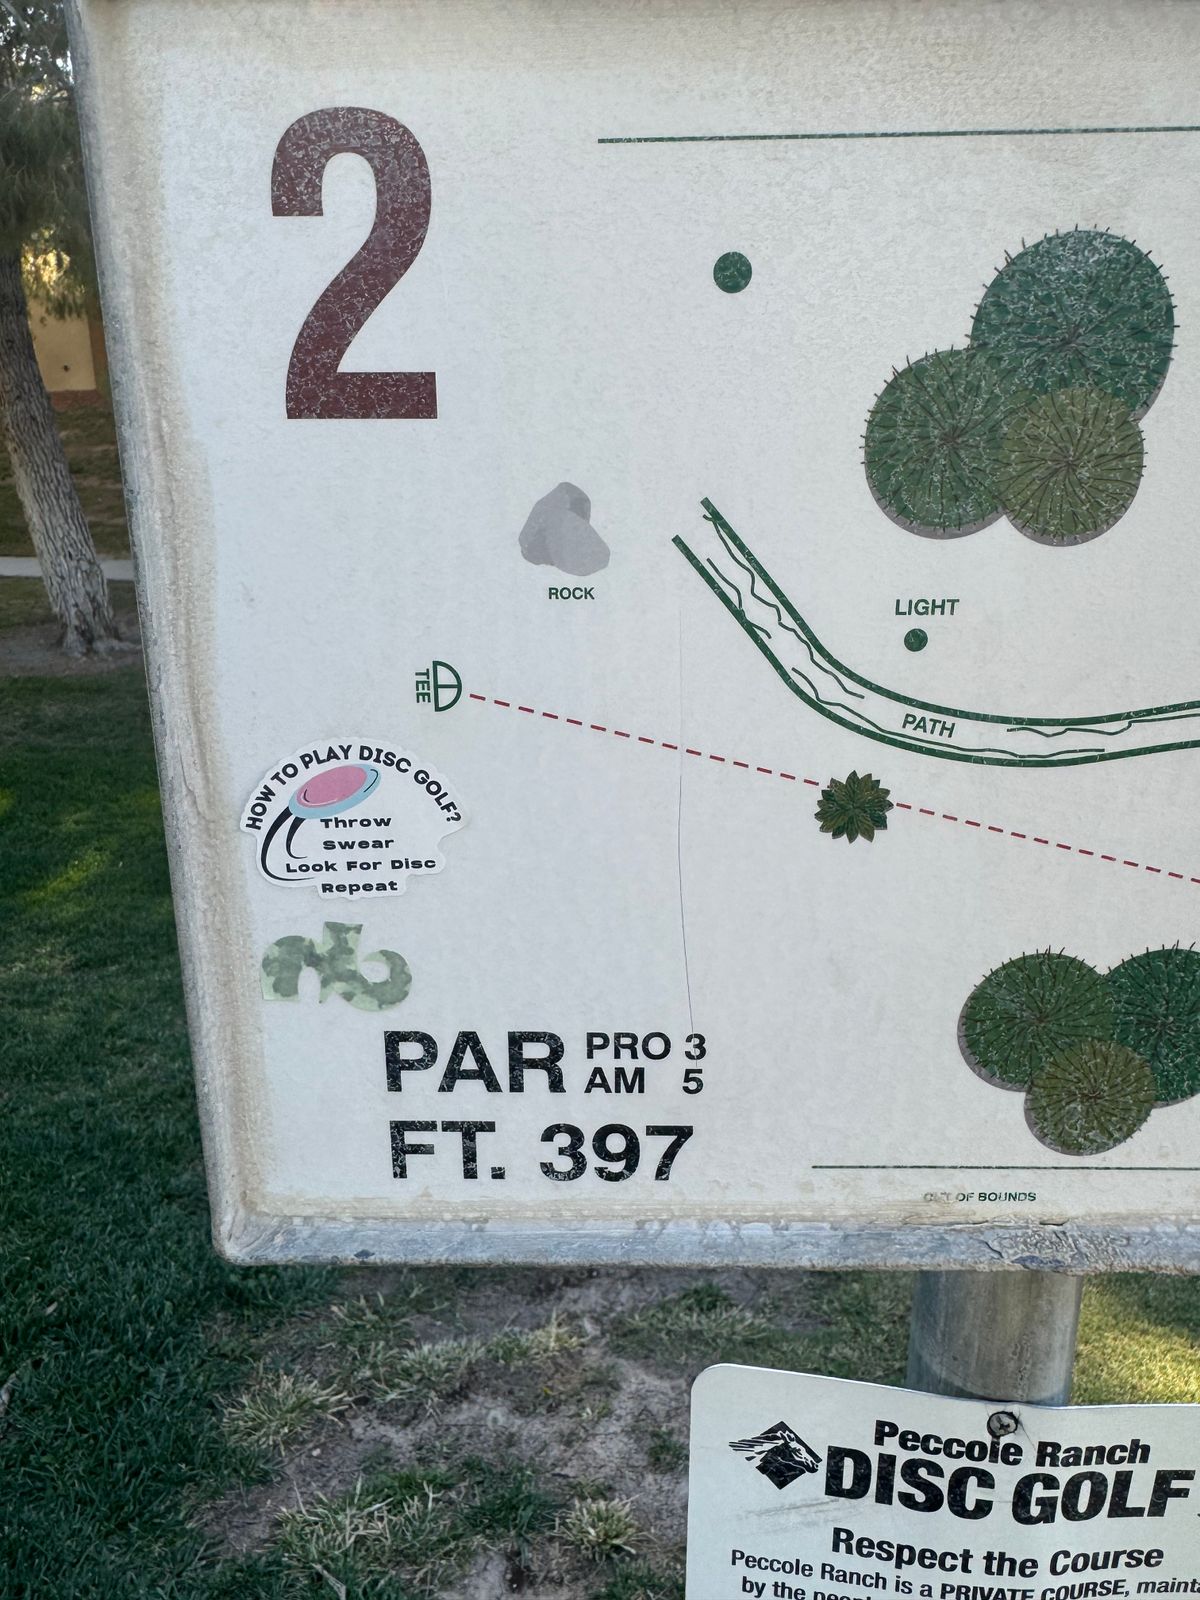 2
ROCK
LIGHT
TEE
PATH
HOW TO PLAY DISC GOLF?
Throw
Swear
Look For Disc
Repeat
PAR PRO 3
AM 5
FT. 397
OUT OF BOUNDS
Peccole Ranch
DISC GOLF
Respect the Course
Peccole Ranch is a PRIVATE COURSE,
by the